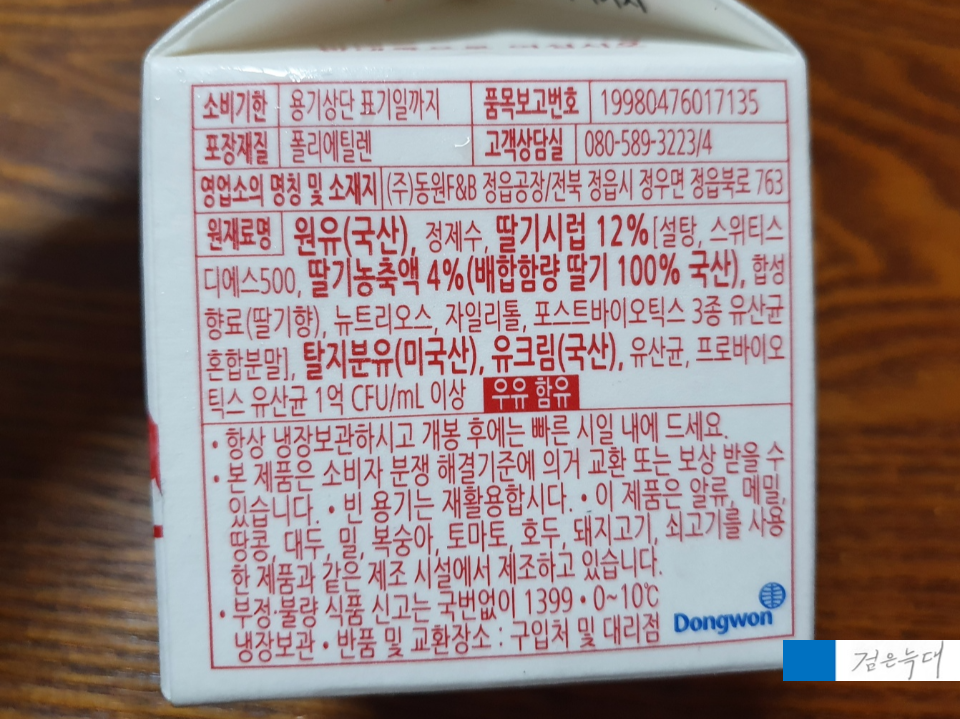 소비기한 용기상단 표기일까지 품목보고번호 19980476017135
포장재질 폴리에틸렌 고객상담실 080-589-3223/4
영업소의 명칭 및 소재지 (주)동원F&B 정읍공장/전북 정읍시 정우면 정읍북로 763
원재료명 원유(국산), 정제수, 딸기시럽 12%[설탕, 스위티스
디에스500, 딸기농축액 4%(배합함량 딸기 100% 국산), 합성
향료(딸기향), 뉴트리오스, 자일리톨, 포스트바이오틱스 3종 유산균
혼합분말], 탈지분유(미국산), 유크림(국산), 유산균, 프로바이오
틱스 유산균 1억 CFU/mL 이상 우유 함유
• 항상 냉장보관하시고 개봉 후에는 빠른 시일 내에 드세요.
• 본 제품은 소비자 분쟁 해결기준에 의거 교환 또는 보상 받을 수
있습니다. • 빈 용기는 재활용합시다. • 이 제품은 알류, 메밀,
땅콩, 대두, 밀, 복숭아, 토마토, 호두, 돼지고기, 쇠고기를 사용
한 제품과 같은 제조 시설에서 제조하고 있습니다.
• 부정·불량 식품 신고는 국번없이 1399 • 0~10℃
냉장보관 • 반품 및 교환장소 : 구입처 및 대리점
Dongwon
검은늑대